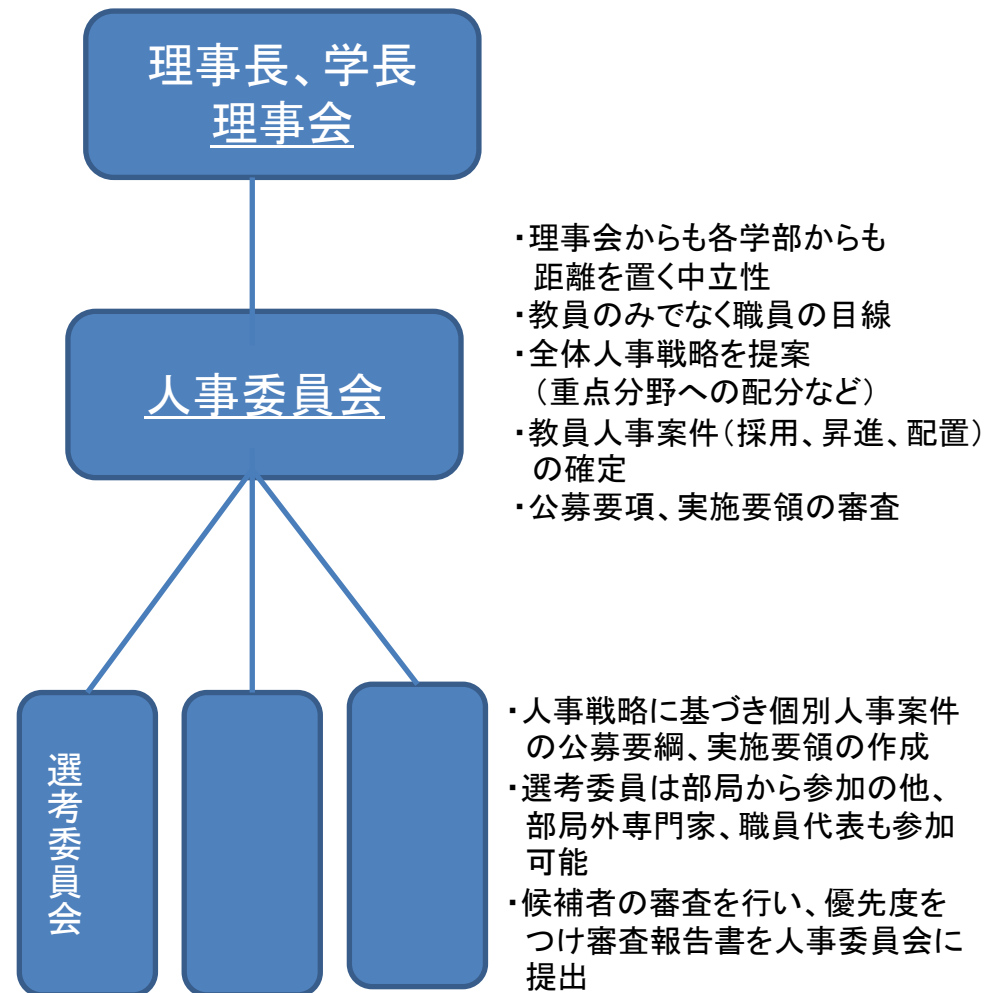 理事長、学長
理事会
・理事会からも各学部からも
距離を置く中立性
・教員のみでなく職員の目線
・全体人事戦略を提案
（重点分野への配分など）
・教員人事案件（採用、昇進、配置）
の確定
・公募要項、実施要領の審査
人事委員会
選考委員会
・人事戦略に基づき個別人事案件
の公募要綱、実施要領の作成
・選考委員は部局から参加の他、
部局外専門家、職員代表も参加
可能
・候補者の審査を行い、優先度を
つけ審査報告書を人事委員会に
提出